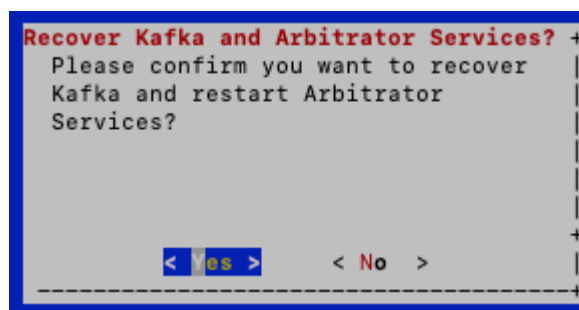 Recover Kafka and Arbitrator Services?
Please confirm you want to recover
Kafka and restart Arbitrator
Services?
< Yes > < No >